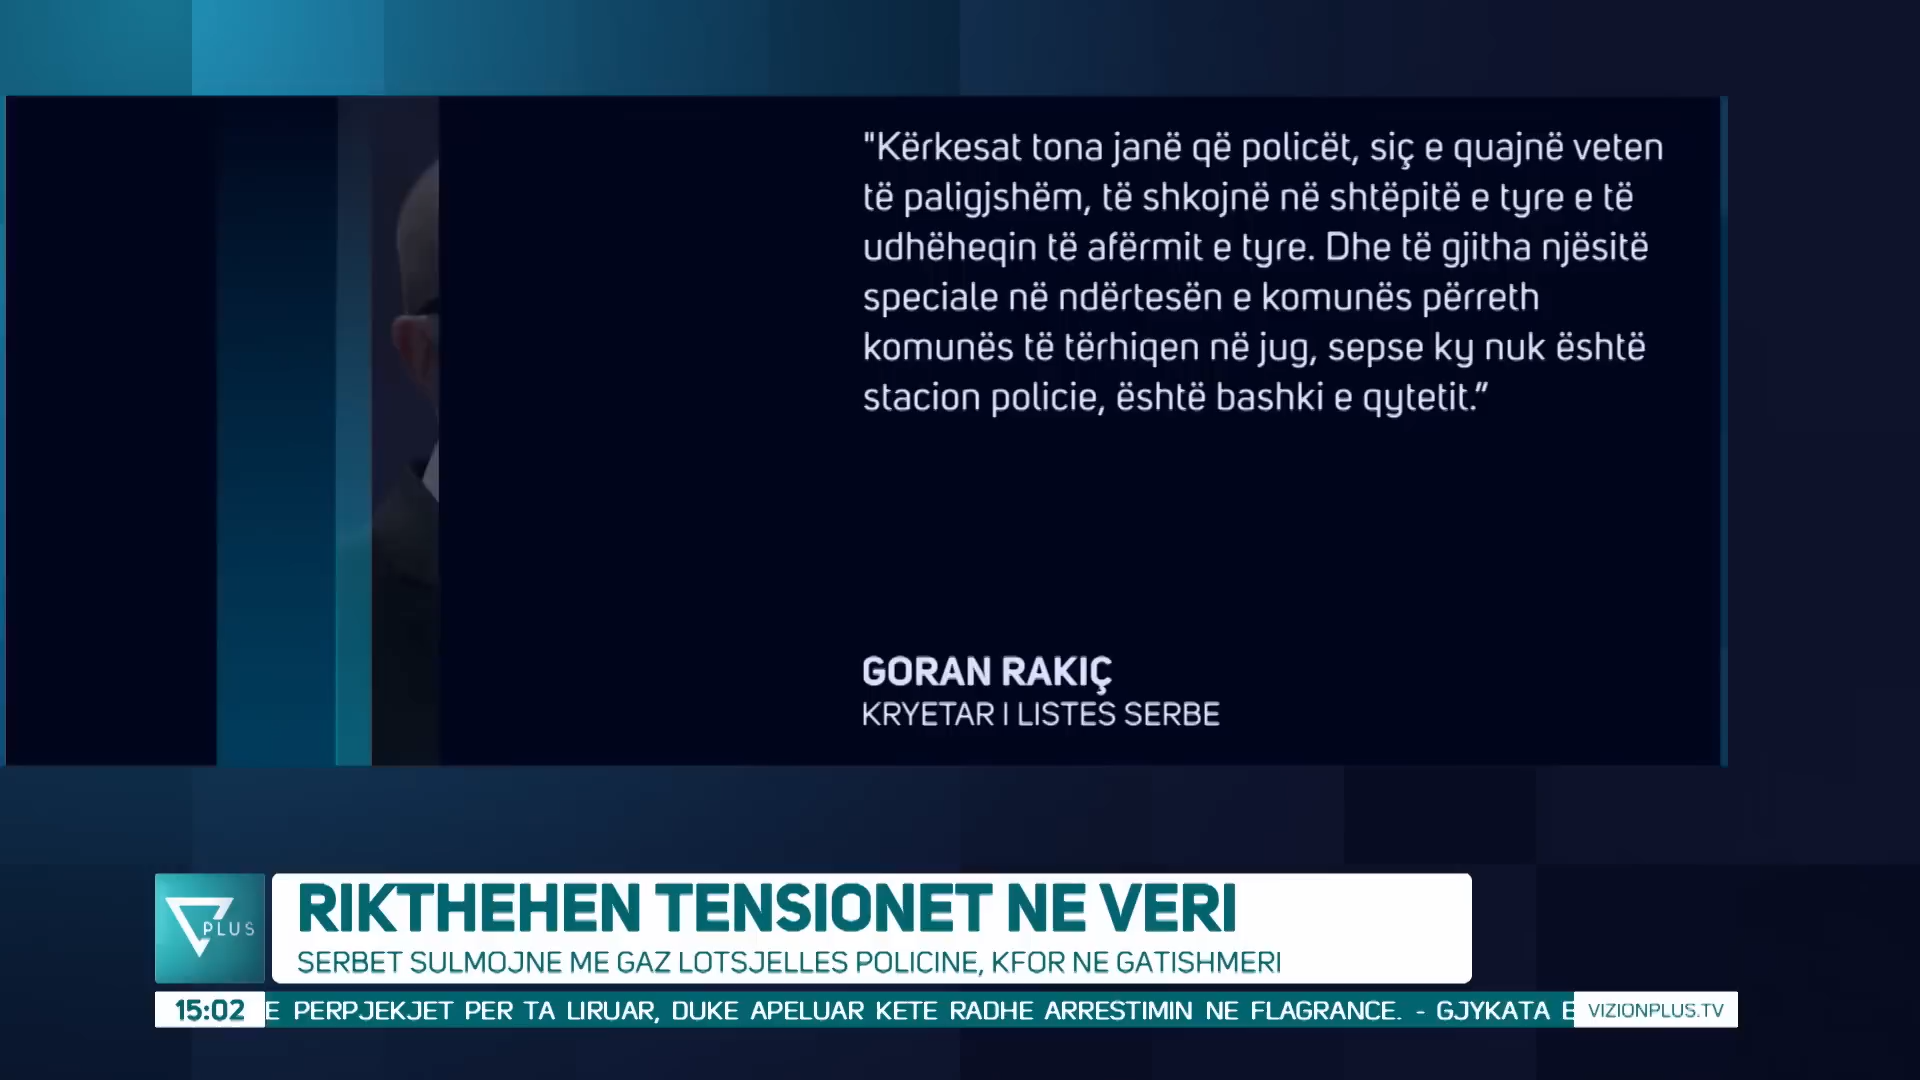 "Kërkesat tona janë që policët, siç e quajnë veten
të paligjshëm, të shkojnë në shtëpitë e tyre e të
udhëheqin të afërmit e tyre. Dhe të gjitha njësitë
speciale në ndërtesën e komunës përreth
komunës të tërhiqen në jug, sepse ky nuk është
stacion policie, është bashki e qytetit.”
GORAN RAKIÇ
KRYETAR I LISTES SERBE
PLUS
RIKTHEHEN TENSIONET NE VERI
SERBET SULMOJNE ME GAZ LOTSJELLES POLICINE, KFOR NE GATISHMERI
15:02
E PERPJEKJET PER TA LIRUAR, DUKE APELUAR KETE RADHE ARRESTIMIN NE FLAGRANCE. - GJYKATA E
VIZIONPLUS.TV